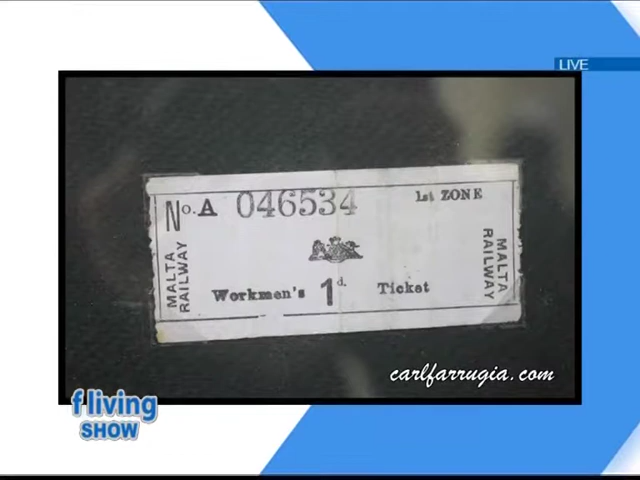 LIVE
No. A 046534 1st ZONE
MALTA RAILWAY
Workmen's 1d. Ticket
MALTA RAILWAY
carlfarrugia.com
f living
SHOW